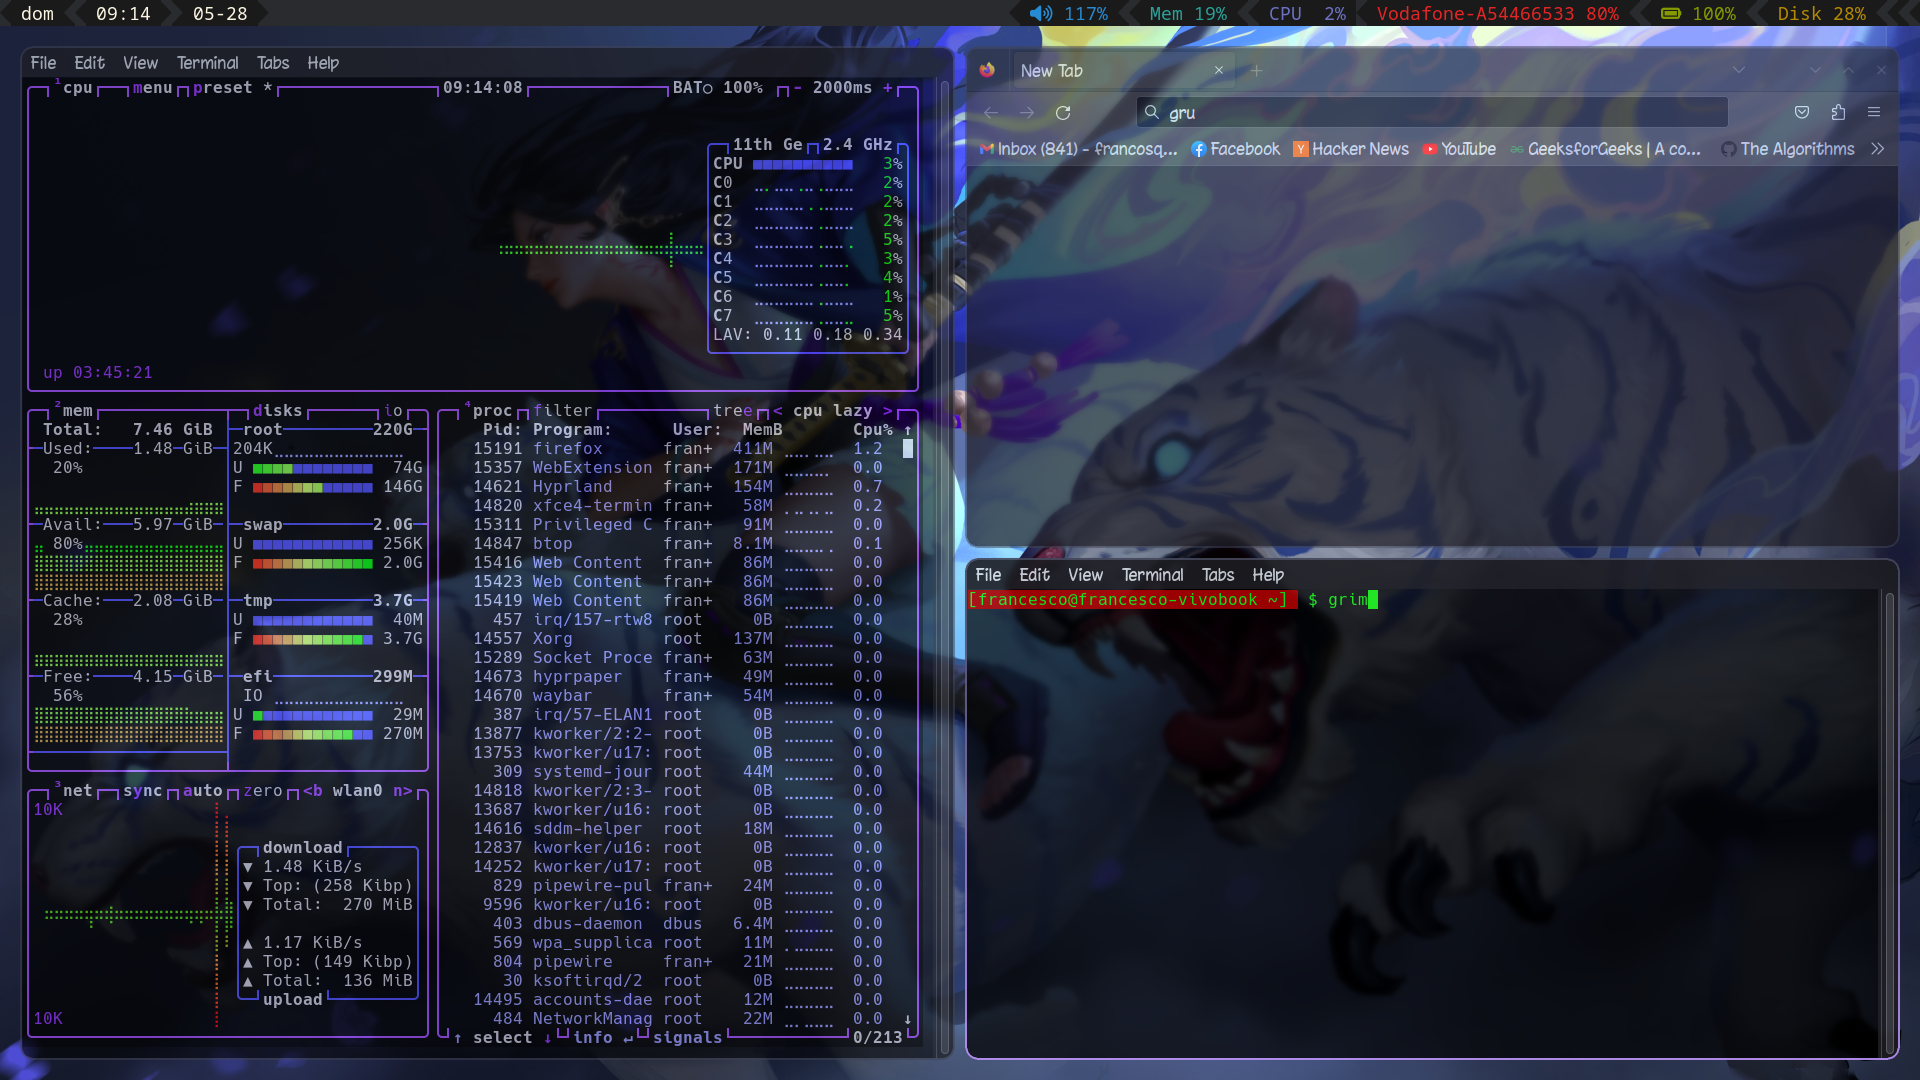 dom 09:14 05-28 117% Mem 19% CPU 2% Vodafone-A54466533 80% 100% Disk 28%
File Edit View Terminal Tabs Help
¹cpu menu preset * 09:14:08 BAT○ 100% - 2000ms +
11th Ge 2.4 GHz
CPU 3%
C0 2%
C1 2%
C2 2%
C3 5%
C4 3%
C5 4%
C6 1%
C7 5%
LAV: 0.11 0.18 0.34
up 03:45:21
²mem disks io
Total: 7.46 GiB root 220G
Used: 1.48 GiB 204K
20% U 74G
F 146G
Avail: 5.97 GiB swap 2.0G
80% U 256K
F 2.0G
Cache: 2.08 GiB tmp 3.7G
28% U 40M
F 3.7G
Free: 4.15 GiB efi 299M
56% IO
U 29M
F 270M
³net sync auto zero <b wlan0 n>
10K
download
▼ 1.48 KiB/s
▼ Top: (258 Kibp)
▼ Total: 270 MiB
▲ 1.17 KiB/s
▲ Top: (149 Kibp)
▲ Total: 136 MiB
upload
10K
⁴proc filter tree < cpu lazy >
Pid: Program: User: MemB Cpu% ↑
15191 firefox fran+ 411M 1.2
15357 WebExtension fran+ 171M 0.0
14621 Hyprland fran+ 154M 0.7
14820 xfce4-termin fran+ 58M 0.2
15311 Privileged C fran+ 91M 0.0
14847 btop fran+ 8.1M 0.1
15416 Web Content fran+ 86M 0.0
15423 Web Content fran+ 86M 0.0
15419 Web Content fran+ 86M 0.0
457 irq/157-rtw8 root 0B 0.0
14557 Xorg root 137M 0.0
15289 Socket Proce fran+ 63M 0.0
14673 hyprpaper fran+ 49M 0.0
14670 waybar fran+ 54M 0.0
387 irq/57-ELAN1 root 0B 0.0
13877 kworker/2:2- root 0B 0.0
13753 kworker/u17: root 0B 0.0
309 systemd-jour root 44M 0.0
14818 kworker/2:3- root 0B 0.0
13687 kworker/u16: root 0B 0.0
14616 sddm-helper root 18M 0.0
12837 kworker/u16: root 0B 0.0
14252 kworker/u17: root 0B 0.0
829 pipewire-pul fran+ 24M 0.0
9596 kworker/u16: root 0B 0.0
403 dbus-daemon dbus 6.4M 0.0
569 wpa_supplica root 11M 0.0
804 pipewire fran+ 21M 0.0
30 ksoftirqd/2 root 0B 0.0
14495 accounts-dae root 12M 0.0
484 NetworkManag root 22M 0.0 ↓
↑ select ↓ info ↵ signals 0/213
New Tab
gru
Inbox (841) - francosq... Facebook Hacker News YouTube GeeksforGeeks | A co... The Algorithms
File Edit View Terminal Tabs Help
[francesco@francesco-vivobook ~] $ grim